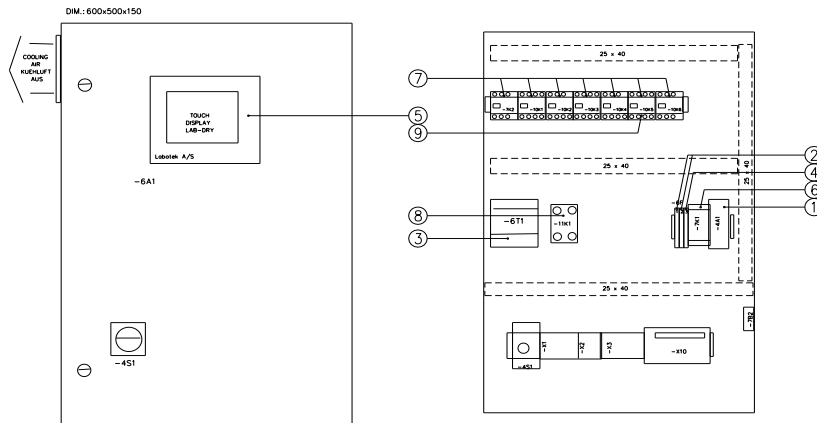 DIM.: 600x500x150
COOLING
AIR
KUEHLUFT
AUS
TOUCH
DISPLAY
LAB-DRY
Labotek A/S
-6A1
5
-4S1
25 x 40
7
-7K2
-10K1
-10K2
-10K3
-10K4
-10K5
-10K6
9
25 x 40
25 x 40
2
4
6
1
-6F
-7K1
-4A1
-6T1
8
-11K1
3
25 x 40
-7B2
-4S1
-X1
-X2
-X3
-X10